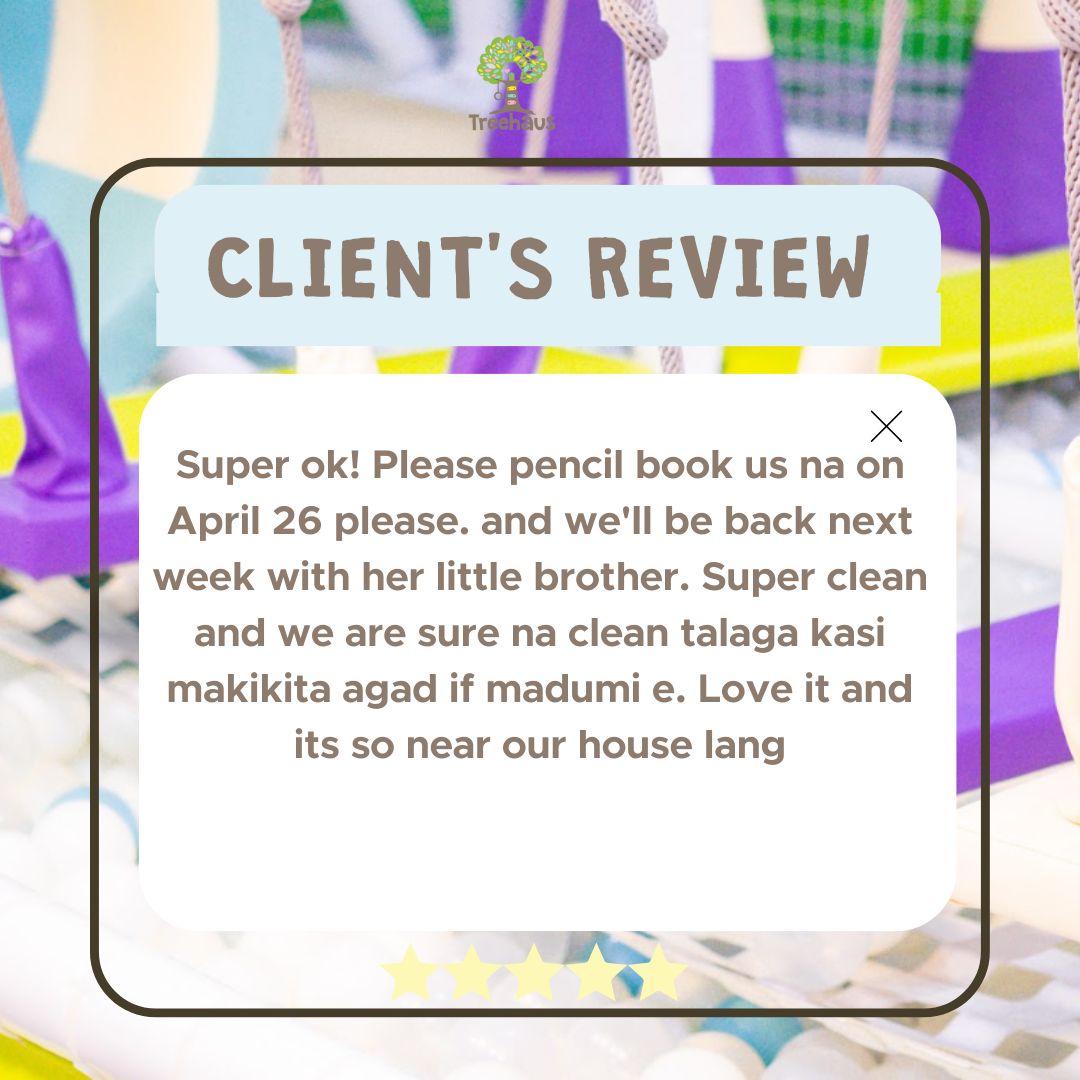 Treehaus
CLIENT'S REVIEW
Super ok! Please pencil book us na on
April 26 please. and we'll be back next
week with her little brother. Super clean
and we are sure na clean talaga kasi
makikita agad if madumi e. Love it and
its so near our house lang